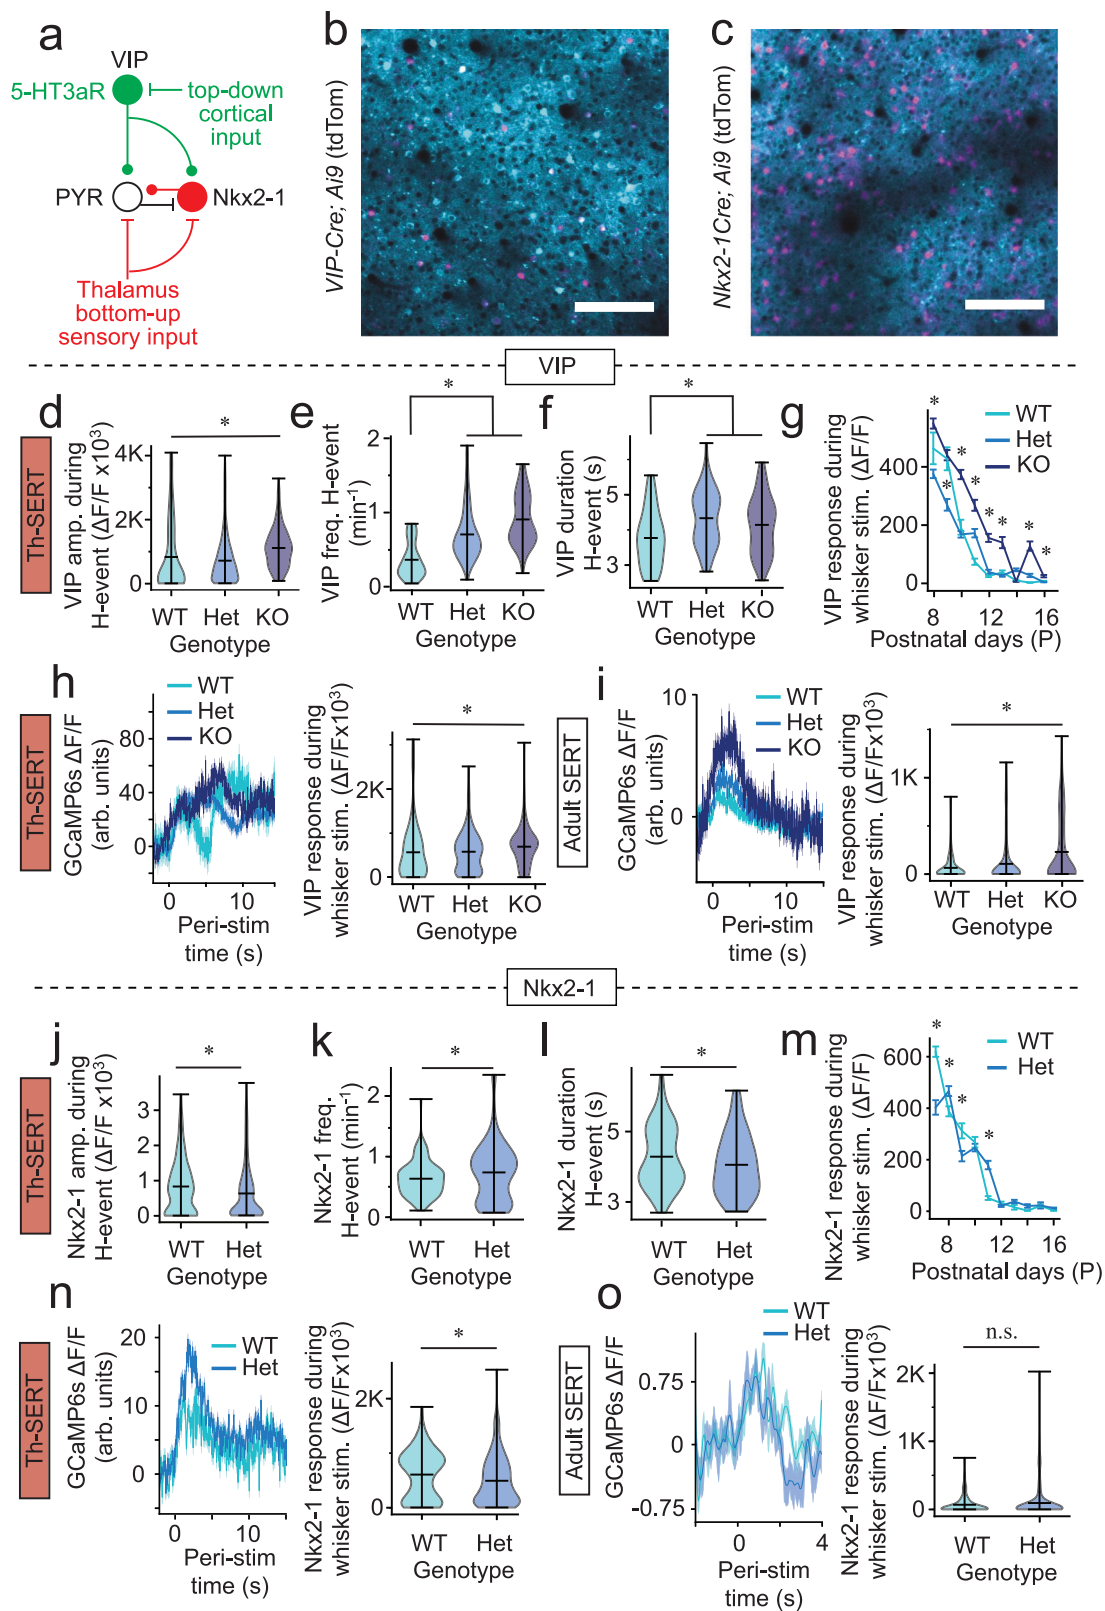 a
VIP
5-HT3aR
top-down
cortical
input
PYR
Nkx2-1
Thalamus
bottom-up
sensory input
b
VIP-Cre; Ai9 (tdTom)
c
Nkx2-1Cre; Ai9 (tdTom)
VIP
Th-SERT
d
VIP amp. during
H-event (ΔF/F x10³)
4K
2K
0
*
WT Het KO
Genotype
e
VIP freq. H-event
(min⁻¹)
2
1
0
*
WT Het KO
Genotype
f
VIP duration
H-event (s)
5
3
*
WT Het KO
Genotype
g
VIP response during
whisker stim. (ΔF/F)
400
200
0
* * * * * * * *
WT
Het
KO
8 12 16
Postnatal days (P)
Th-SERT
h
GCaMP6s ΔF/F
(arb. units)
80
40
0
WT
Het
KO
0 10
Peri-stim
time (s)
VIP response during
whisker stim. (ΔF/Fx10³)
2K
0
*
WT Het KO
Genotype
Adult SERT
i
GCaMP6s ΔF/F
(arb. units)
10
0
WT
Het
KO
0 10
Peri-stim
time (s)
VIP response during
whisker stim. (ΔF/Fx10³)
1K
0
*
WT Het KO
Genotype
Nkx2-1
Th-SERT
j
Nkx2-1 amp. during
H-event (ΔF/F x10³)
3
2
1
0
*
WT Het
Genotype
k
Nkx2-1 freq.
H-event (min⁻¹)
2
1
0
*
WT Het
Genotype
l
Nkx2-1 duration
H-event (s)
5
3
*
WT Het
Genotype
m
Nkx2-1 response during
whisker stim. (ΔF/F)
600
400
200
0
* * * *
WT
Het
8 12 16
Postnatal days (P)
Th-SERT
n
GCaMP6s ΔF/F
(arb. units)
20
10
0
WT
Het
0 10
Peri-stim
time (s)
Nkx2-1 response during
whisker stim. (ΔF/Fx10³)
2K
0
*
WT Het
Genotype
Adult SERT
o
GCaMP6s ΔF/F
0.75
0
-0.75
WT
Het
0 4
Peri-stim
time (s)
Nkx2-1 response during
whisker stim. (ΔF/Fx10³)
2K
1K
0
n.s.
WT Het
Genotype